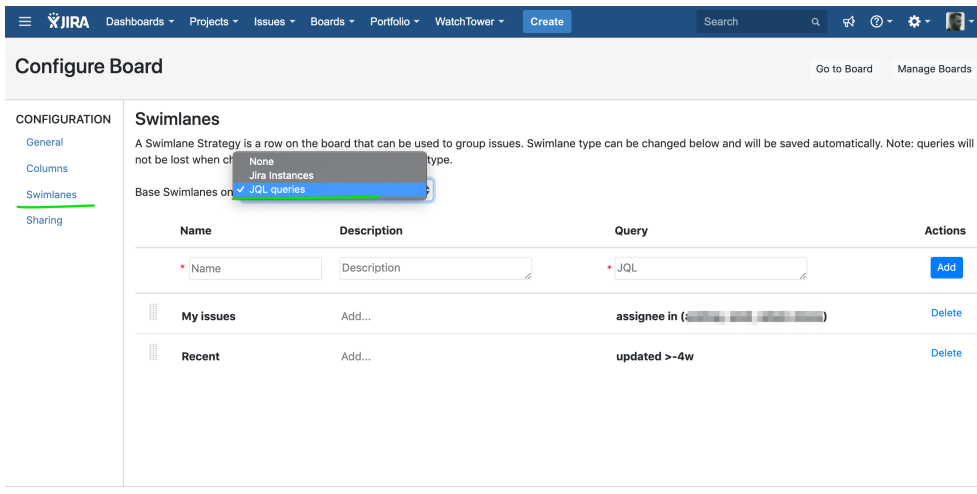 JIRA Dashboards Projects Issues Boards Portfolio WatchTower Create Search
Configure Board
Go to Board Manage Boards
CONFIGURATION
General
Columns
Swimlanes
Sharing
Swimlanes
A Swimlane Strategy is a row on the board that can be used to group issues. Swimlane type can be changed below and will be saved automatically. Note: queries will
not be lost when type.
Base Swimlanes on
None
Jira Instances
JQL queries
Name Description Query Actions
* Name Description * JQL Add
My issues Add... assignee in ( ) Delete
Recent Add... updated >-4w Delete